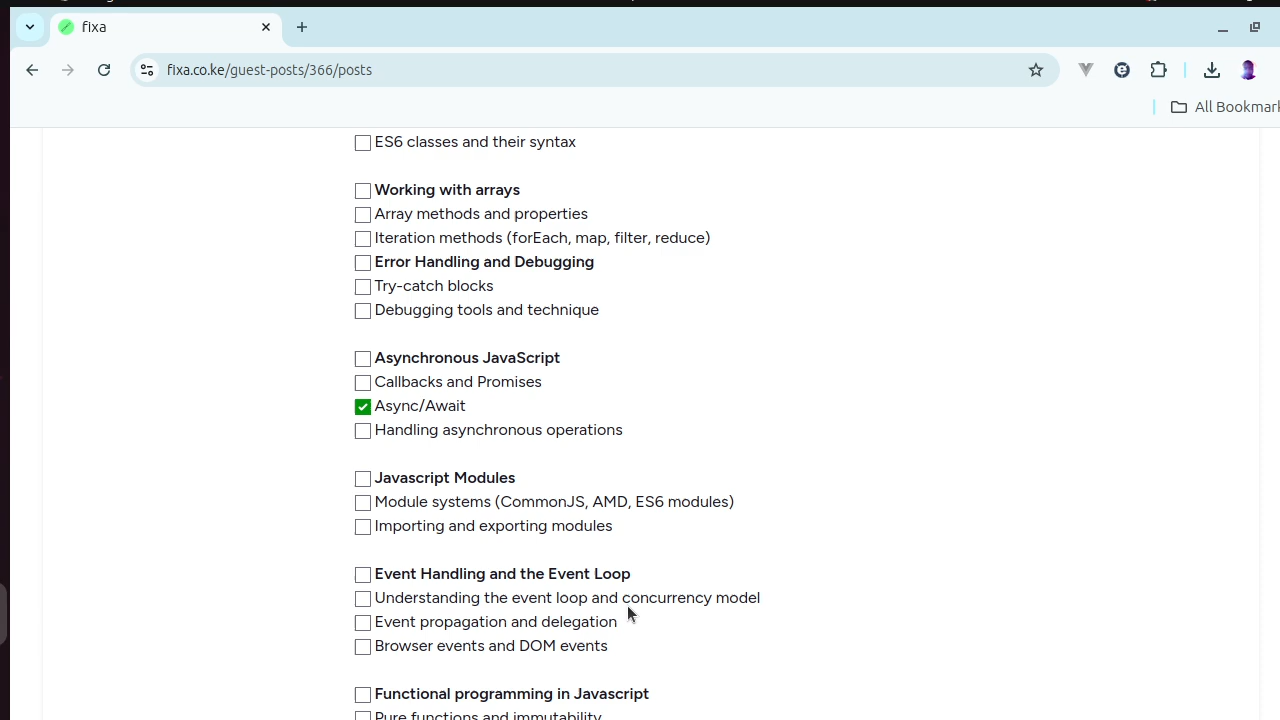 fixa
fixa.co.ke/guest-posts/366/posts
All Bookmark
ES6 classes and their syntax
Working with arrays
Array methods and properties
Iteration methods (forEach, map, filter, reduce)
Error Handling and Debugging
Try-catch blocks
Debugging tools and technique
Asynchronous JavaScript
Callbacks and Promises
Async/Await
Handling asynchronous operations
Javascript Modules
Module systems (CommonJS, AMD, ES6 modules)
Importing and exporting modules
Event Handling and the Event Loop
Understanding the event loop and concurrency model
Event propagation and delegation
Browser events and DOM events
Functional programming in Javascript
Pure functions and immutability